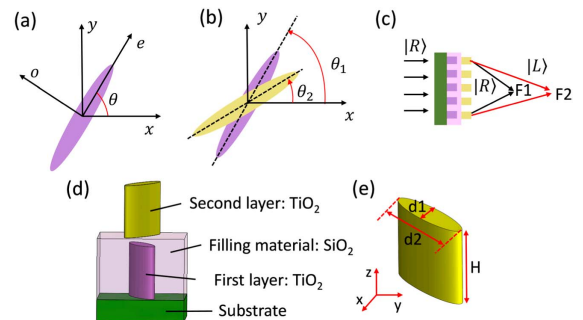 (a)
y
e
o
θ
x
(b)
y
θ₁
θ₂
x
(c)
|R⟩
|L⟩
|R⟩
F1
F2
(d)
Second layer: TiO₂
Filling material: SiO₂
First layer: TiO₂
Substrate
(e)
d1
d2
H
z
x
y